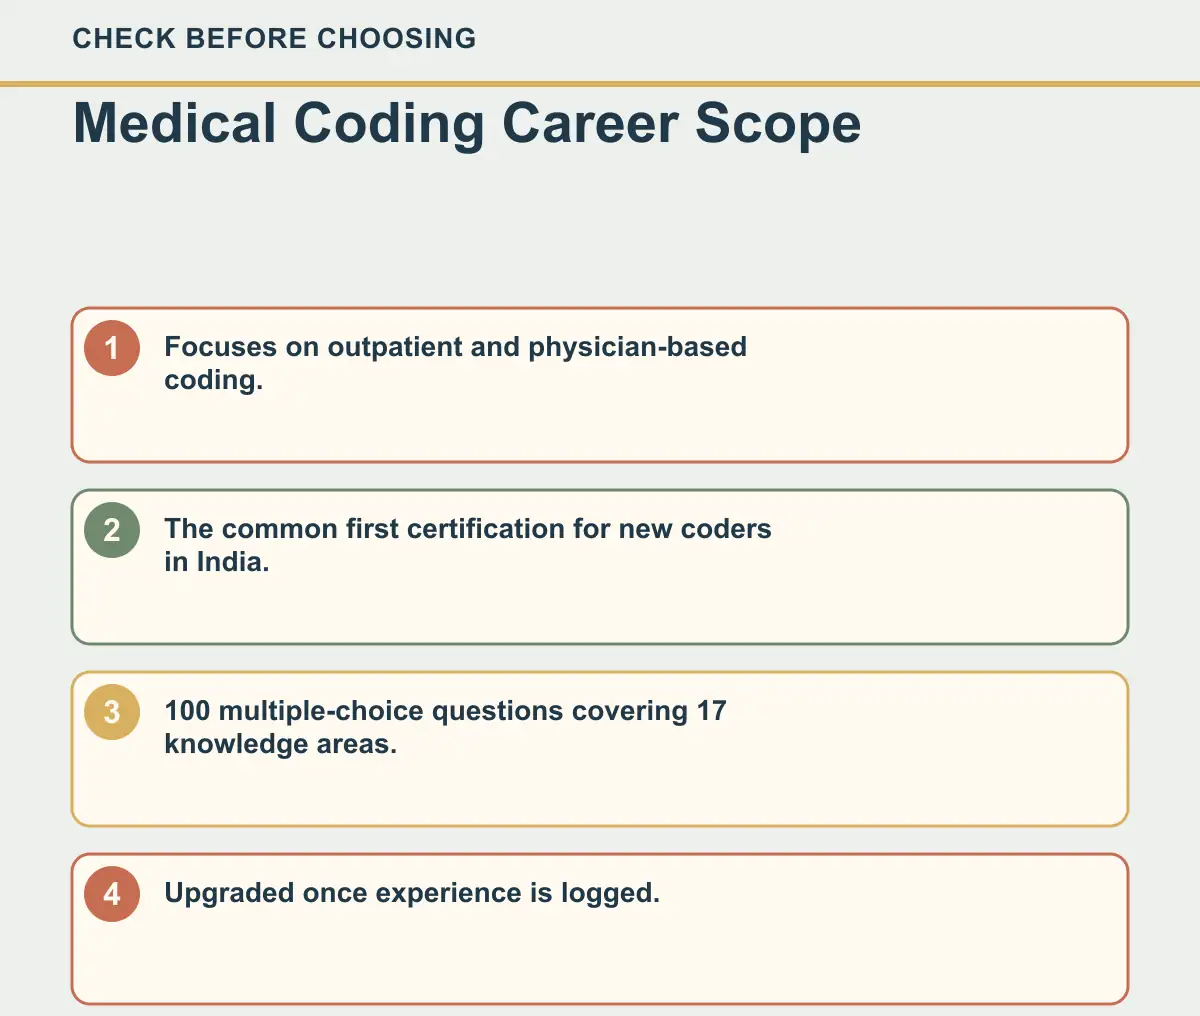 CHECK BEFORE CHOOSING
Medical Coding Career Scope
1
Focuses on outpatient and physician-based
coding.
2
The common first certification for new coders
in India.
3
100 multiple-choice questions covering 17
knowledge areas.
4
Upgraded once experience is logged.